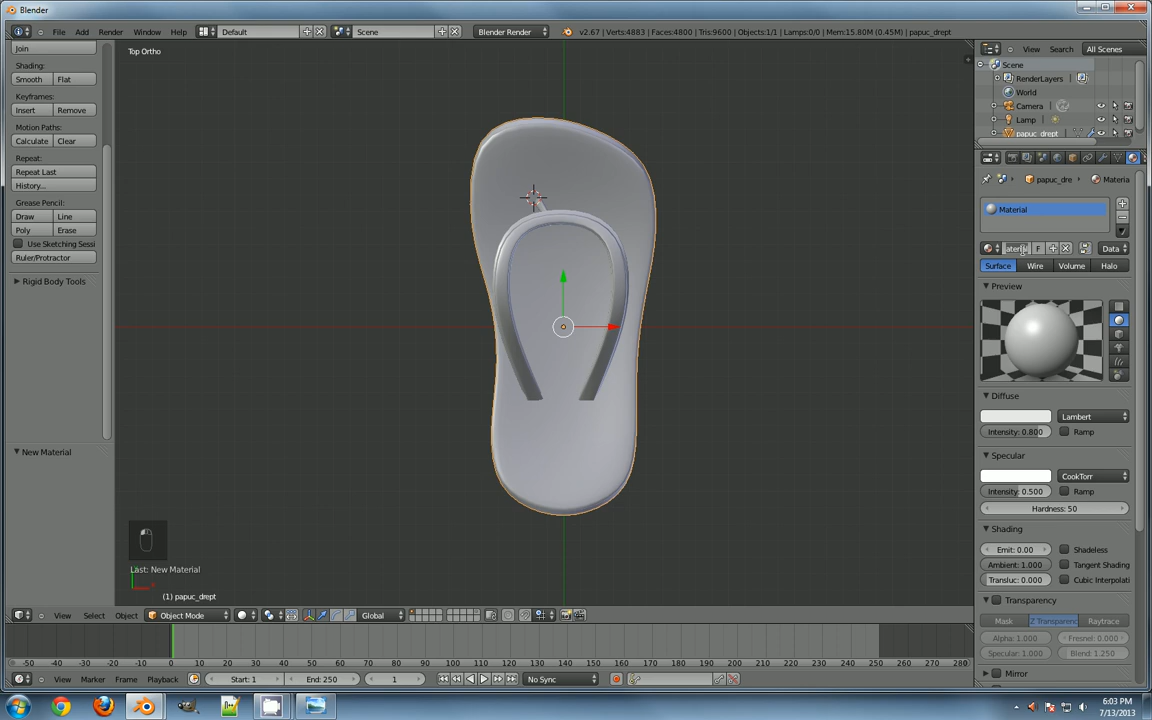 Blender
File Add Render Window Help Default Scene Blender Render v2.67 | Verts:4883 | Faces:4800 | Tris:9600 | Objects:1/1 | Lamps:0/0 | Mem:15.80M (0.45M) | papuc_drept
Join
Shading:
Smooth Flat
Keyframes:
Insert Remove
Motion Paths:
Calculate Clear
Repeat:
Repeat Last
History...
Grease Pencil:
Draw Line
Poly Erase
Use Sketching Sessi
Ruler/Protractor
Rigid Body Tools
New Material
Top Ortho
Last: New Material
(1) papuc_drept
View Search All Scenes
Scene
RenderLayers
World
Camera
Lamp
papuc_drept
papuc_dre Materia
Material
F Data
Surface Wire Volume Halo
Preview
Diffuse
Lambert
Intensity: 0.800 Ramp
Specular
CookTorr
Intensity: 0.500 Ramp
Hardness: 50
Shading
Emit: 0.00 Shadeless
Ambient: 1.000 Tangent Shading
Transluc: 0.000 Cubic Interpolati
Transparency
Mask Z Transparenc Raytrace
Alpha: 1.000 Fresnel: 0.000
Specular: 1.000 Blend: 1.250
Mirror
View Select Object Object Mode Global
-50 -40 -30 -20 -10 0 10 20 30 40 50 60 70 80 90 100 110 120 130 140 150 160 170 180 190 200 210 220 230 240 250 260 270 280
View Marker Frame Playback Start: 1 End: 250 1 No Sync
6:03 PM
7/13/2013